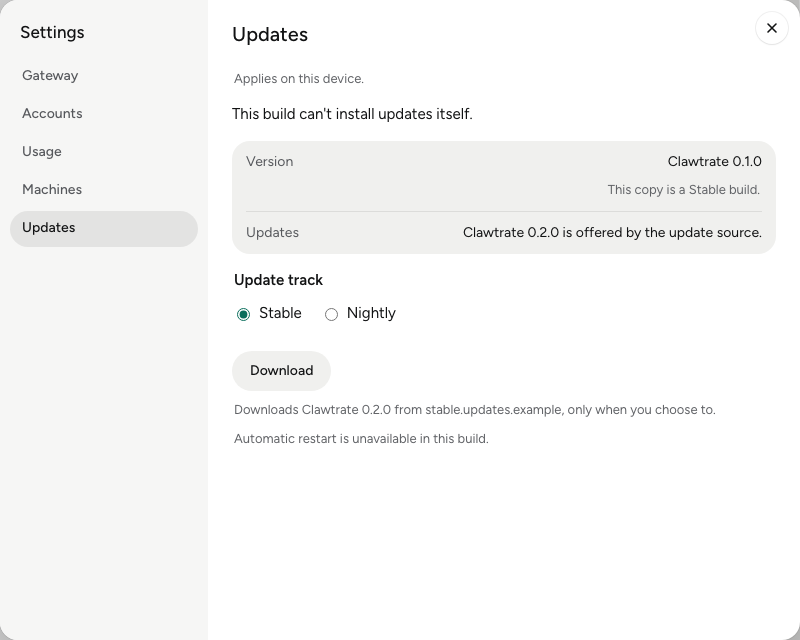 Settings
Gateway
Accounts
Usage
Machines
Updates
Updates
Applies on this device.
This build can't install updates itself.
Version
Clawtrate 0.1.0
This copy is a Stable build.
Updates
Clawtrate 0.2.0 is offered by the update source.
Update track
Stable
Nightly
Download
Downloads Clawtrate 0.2.0 from stable.updates.example, only when you choose to.
Automatic restart is unavailable in this build.